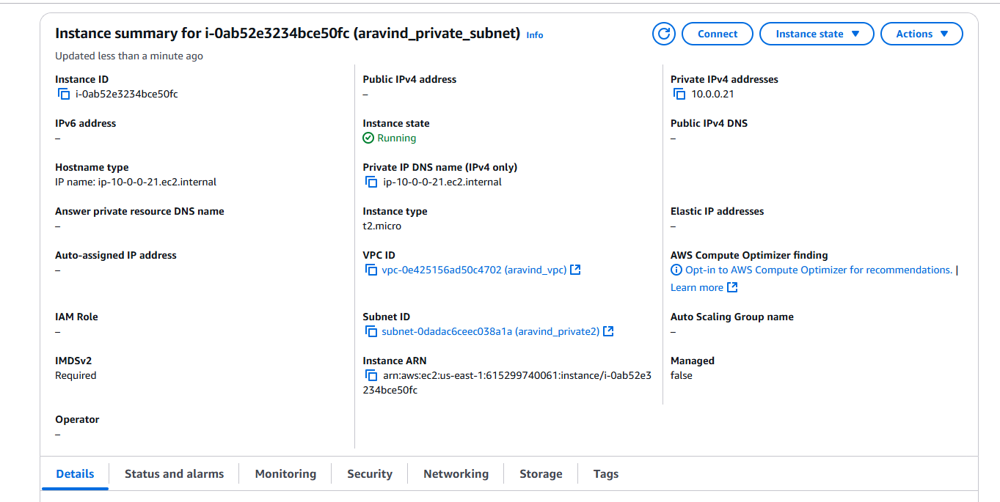 Instance summary for i-0ab52e3234bce50fc (aravind_private_subnet) Info
Connect
Instance state
Actions
Updated less than a minute ago
Instance ID
i-0ab52e3234bce50fc
Public IPv4 address
–
Private IPv4 addresses
10.0.0.21
IPv6 address
–
Instance state
Running
Public IPv4 DNS
–
Hostname type
IP name: ip-10-0-0-21.ec2.internal
Private IP DNS name (IPv4 only)
ip-10-0-0-21.ec2.internal
Answer private resource DNS name
–
Instance type
t2.micro
Elastic IP addresses
–
Auto-assigned IP address
–
VPC ID
vpc-0e425156ad50c4702 (aravind_vpc)
AWS Compute Optimizer finding
Opt-in to AWS Compute Optimizer for recommendations. |
Learn more
IAM Role
–
Subnet ID
subnet-0dadac6ceec038a1a (aravind_private2)
Auto Scaling Group name
–
IMDSv2
Required
Instance ARN
arn:aws:ec2:us-east-1:615299740061:instance/i-0ab52e3
234bce50fc
Managed
false
Operator
–
Details
Status and alarms
Monitoring
Security
Networking
Storage
Tags